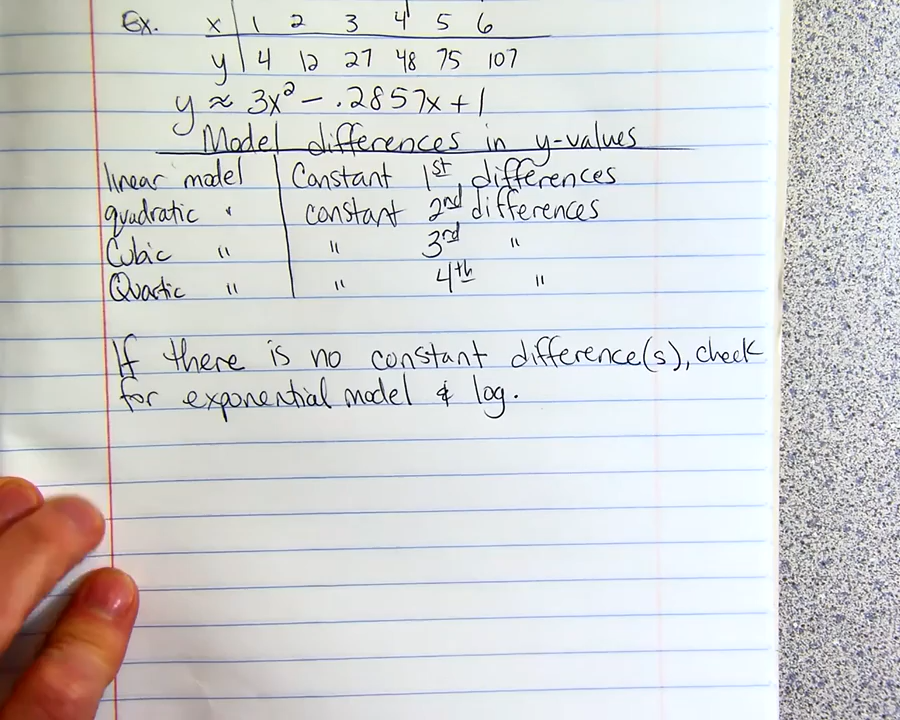 Ex. x | 1 2 3 4 5 6
y | 4 12 27 48 75 107
y ≈ 3x² - .2857x + 1
Model differences in y-values
linear model | Constant 1st differences
quadratic " | constant 2nd differences
Cubic " | " 3rd "
Quartic " | " 4th "
If there is no constant difference(s), check
for exponential model & log.